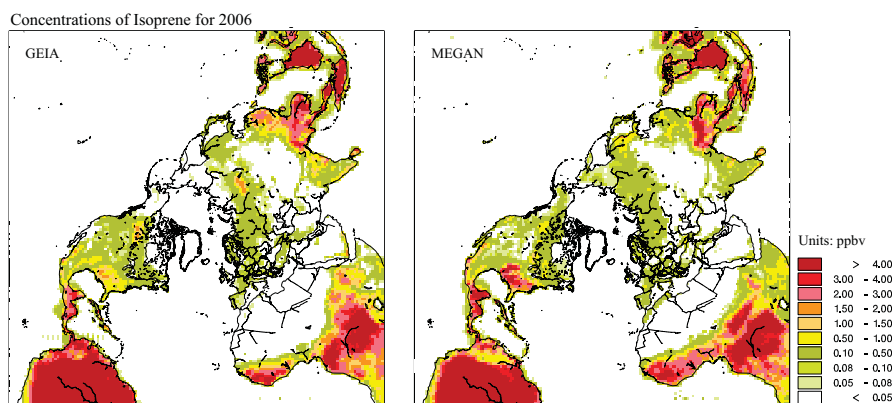 Concentrations of Isoprene for 2006
GEIA
MEGAN
Units: ppbv
> 4.00
3.00 - 4.00
2.00 - 3.00
1.50 - 2.00
1.00 - 1.50
0.50 - 1.00
0.10 - 0.50
0.08 - 0.10
0.05 - 0.08
< 0.05